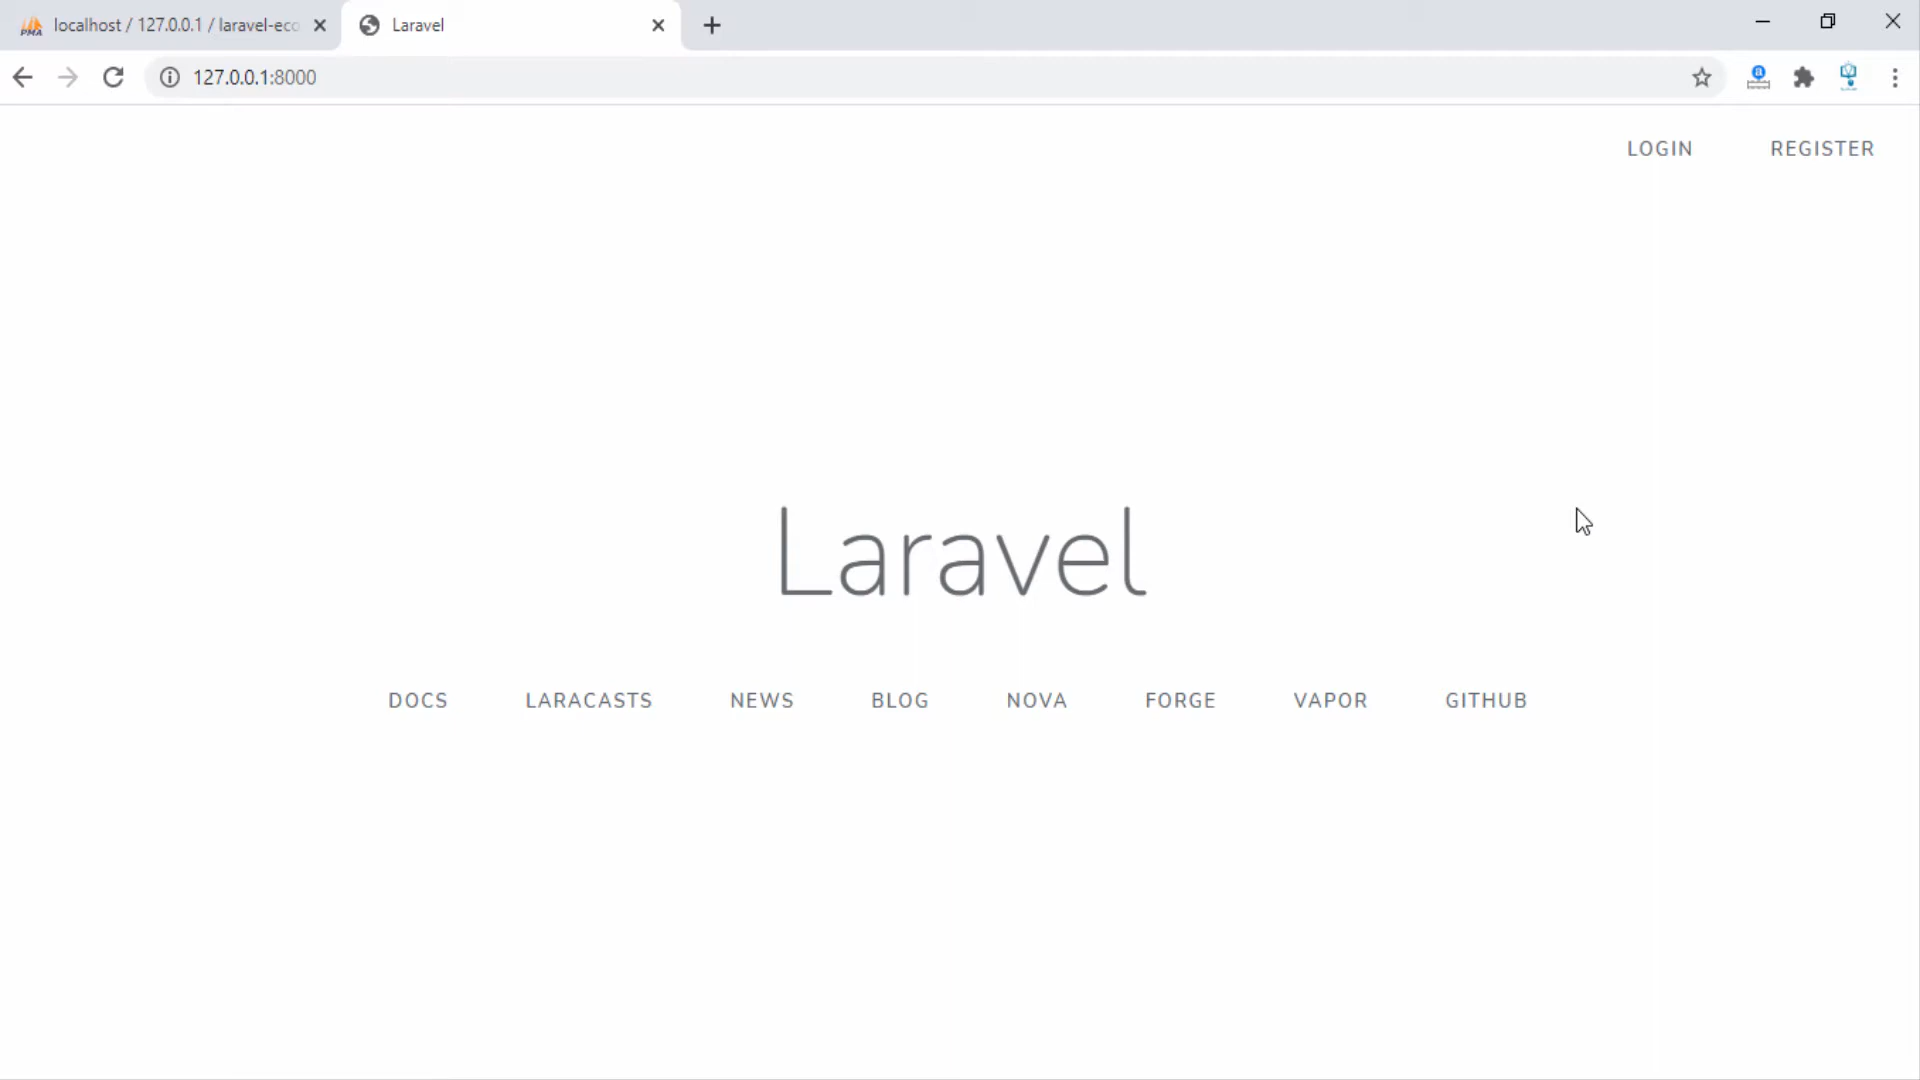 localhost / 127.0.0.1 / laravel-eco
Laravel
127.0.0.1:8000
LOGIN REGISTER
Laravel
DOCS LARACASTS NEWS BLOG NOVA FORGE VAPOR GITHUB